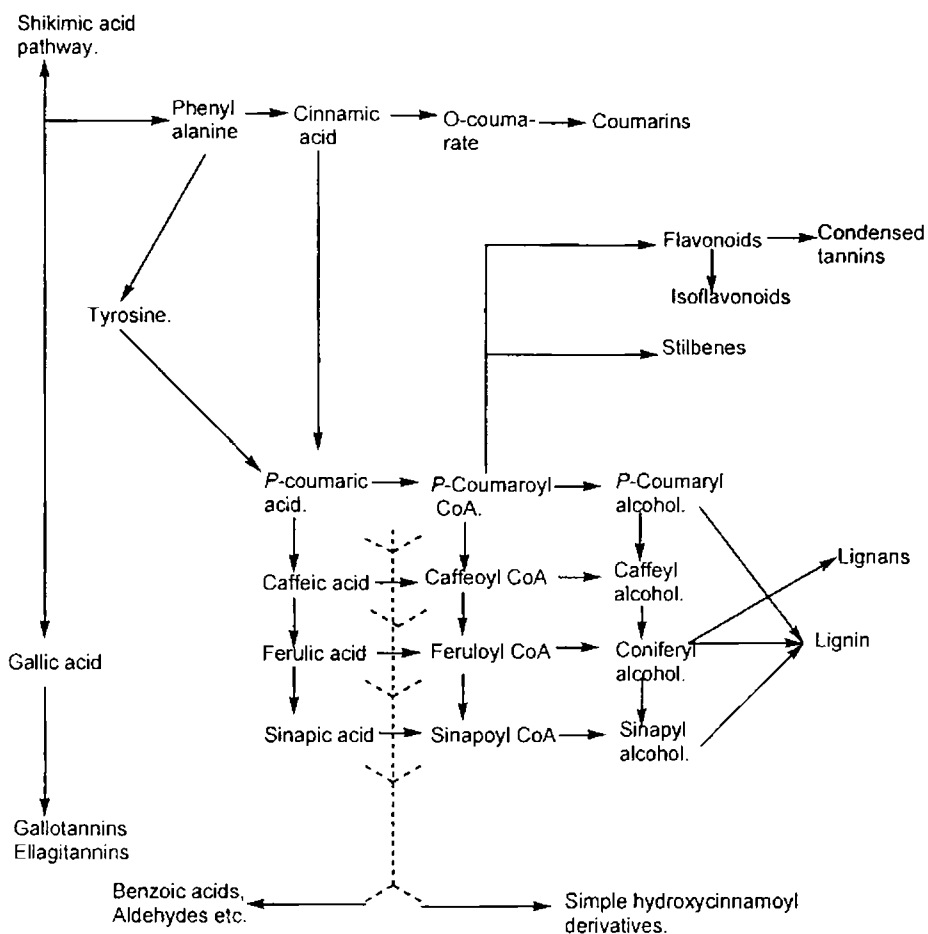 Shikimic acid
pathway.
Phenyl
alanine
Cinnamic
acid
O-couma-
rate
Coumarins
Flavonoids
Condensed
tannins
Isoflavonoids
Tyrosine.
Stilbenes
P-coumaric
acid.
P-Coumaroyl
CoA.
P-Coumaryl
alcohol.
Lignans
Caffeic acid
Caffeoyl CoA
Caffeyl
alcohol.
Gallic acid
Ferulic acid
Feruloyl CoA
Coniferyl
alcohol.
Lignin
Sinapic acid
Sinapoyl CoA
Sinapyl
alcohol.
Gallotannins
Ellagitannins
Benzoic acids,
Aldehydes etc.
Simple hydroxycinnamoyl
derivatives.